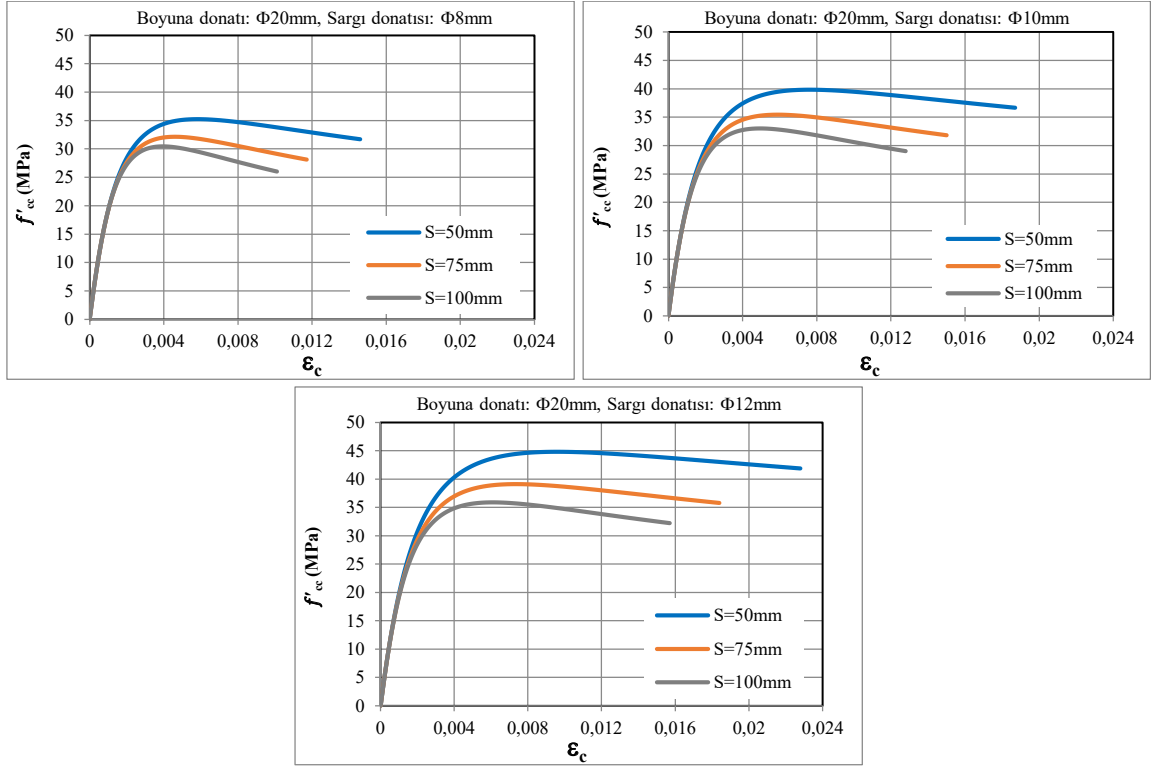 Boyuna donatı: Φ20mm, Sargı donatısı: Φ8mm
50
45
40
35
30
25
20
15
10
5
0
f′cc (MPa)
S=50mm
S=75mm
S=100mm
0 0,004 0,008 0,012 0,016 0,02 0,024
εc
Boyuna donatı: Φ20mm, Sargı donatısı: Φ10mm
50
45
40
35
30
25
20
15
10
5
0
f′cc (MPa)
S=50mm
S=75mm
S=100mm
0 0,004 0,008 0,012 0,016 0,02 0,024
εc
Boyuna donatı: Φ20mm, Sargı donatısı: Φ12mm
50
45
40
35
30
25
20
15
10
5
0
f′cc (MPa)
S=50mm
S=75mm
S=100mm
0 0,004 0,008 0,012 0,016 0,02 0,024
εc